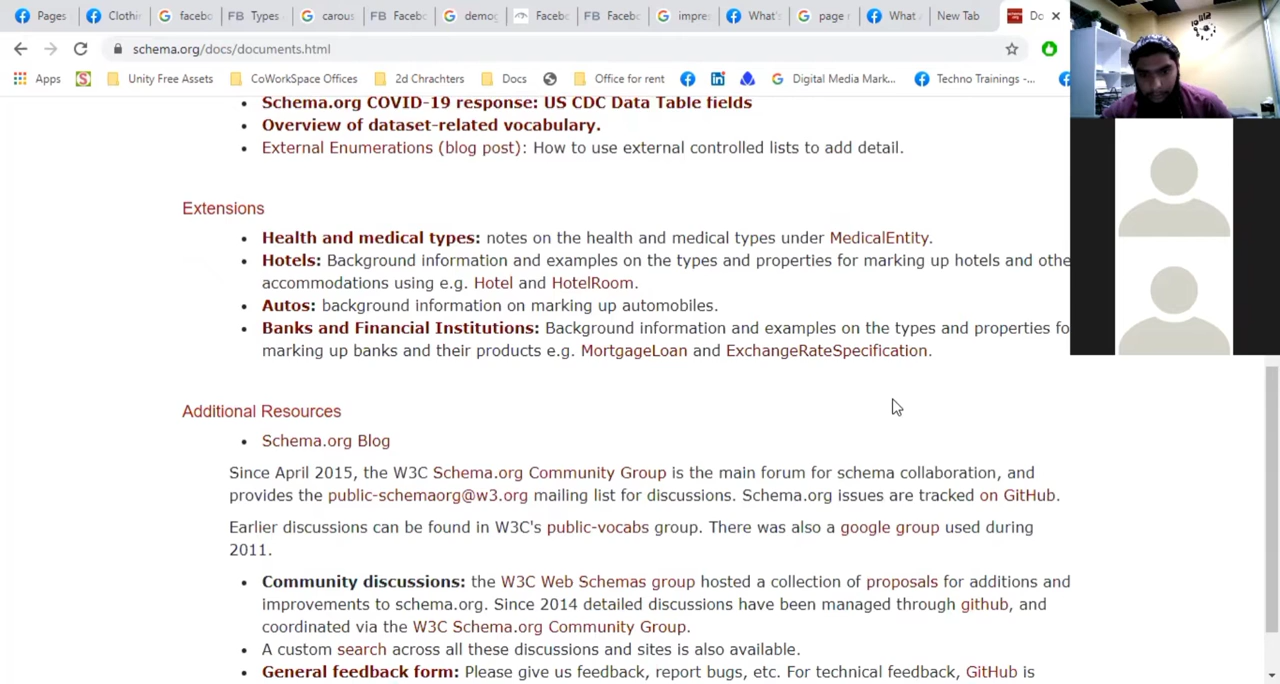 Pages
Clothi
facebo
FB Types
carous
FB Faceb
demog
Facebo
FB Facebo
impre
What's
page r
What
New Tab
Do
schema.org/docs/documents.html
Apps
Unity Free Assets
CoWorkSpace Offices
2d Chrachters
Docs
Office for rent
Digital Media Mark...
Techno Trainings -...
Schema.org COVID-19 response: US CDC Data Table fields
Overview of dataset-related vocabulary.
External Enumerations (blog post): How to use external controlled lists to add detail.
Extensions
Health and medical types: notes on the health and medical types under MedicalEntity.
Hotels: Background information and examples on the types and properties for marking up hotels and othe
accommodations using e.g. Hotel and HotelRoom.
Autos: background information on marking up automobiles.
Banks and Financial Institutions: Background information and examples on the types and properties fo
marking up banks and their products e.g. MortgageLoan and ExchangeRateSpecification.
Additional Resources
Schema.org Blog
Since April 2015, the W3C Schema.org Community Group is the main forum for schema collaboration, and
provides the public-schemaorg@w3.org mailing list for discussions. Schema.org issues are tracked on GitHub.
Earlier discussions can be found in W3C's public-vocabs group. There was also a google group used during
2011.
Community discussions: the W3C Web Schemas group hosted a collection of proposals for additions and
improvements to schema.org. Since 2014 detailed discussions have been managed through github, and
coordinated via the W3C Schema.org Community Group.
A custom search across all these discussions and sites is also available.
General feedback form: Please give us feedback, report bugs, etc. For technical feedback, GitHub is